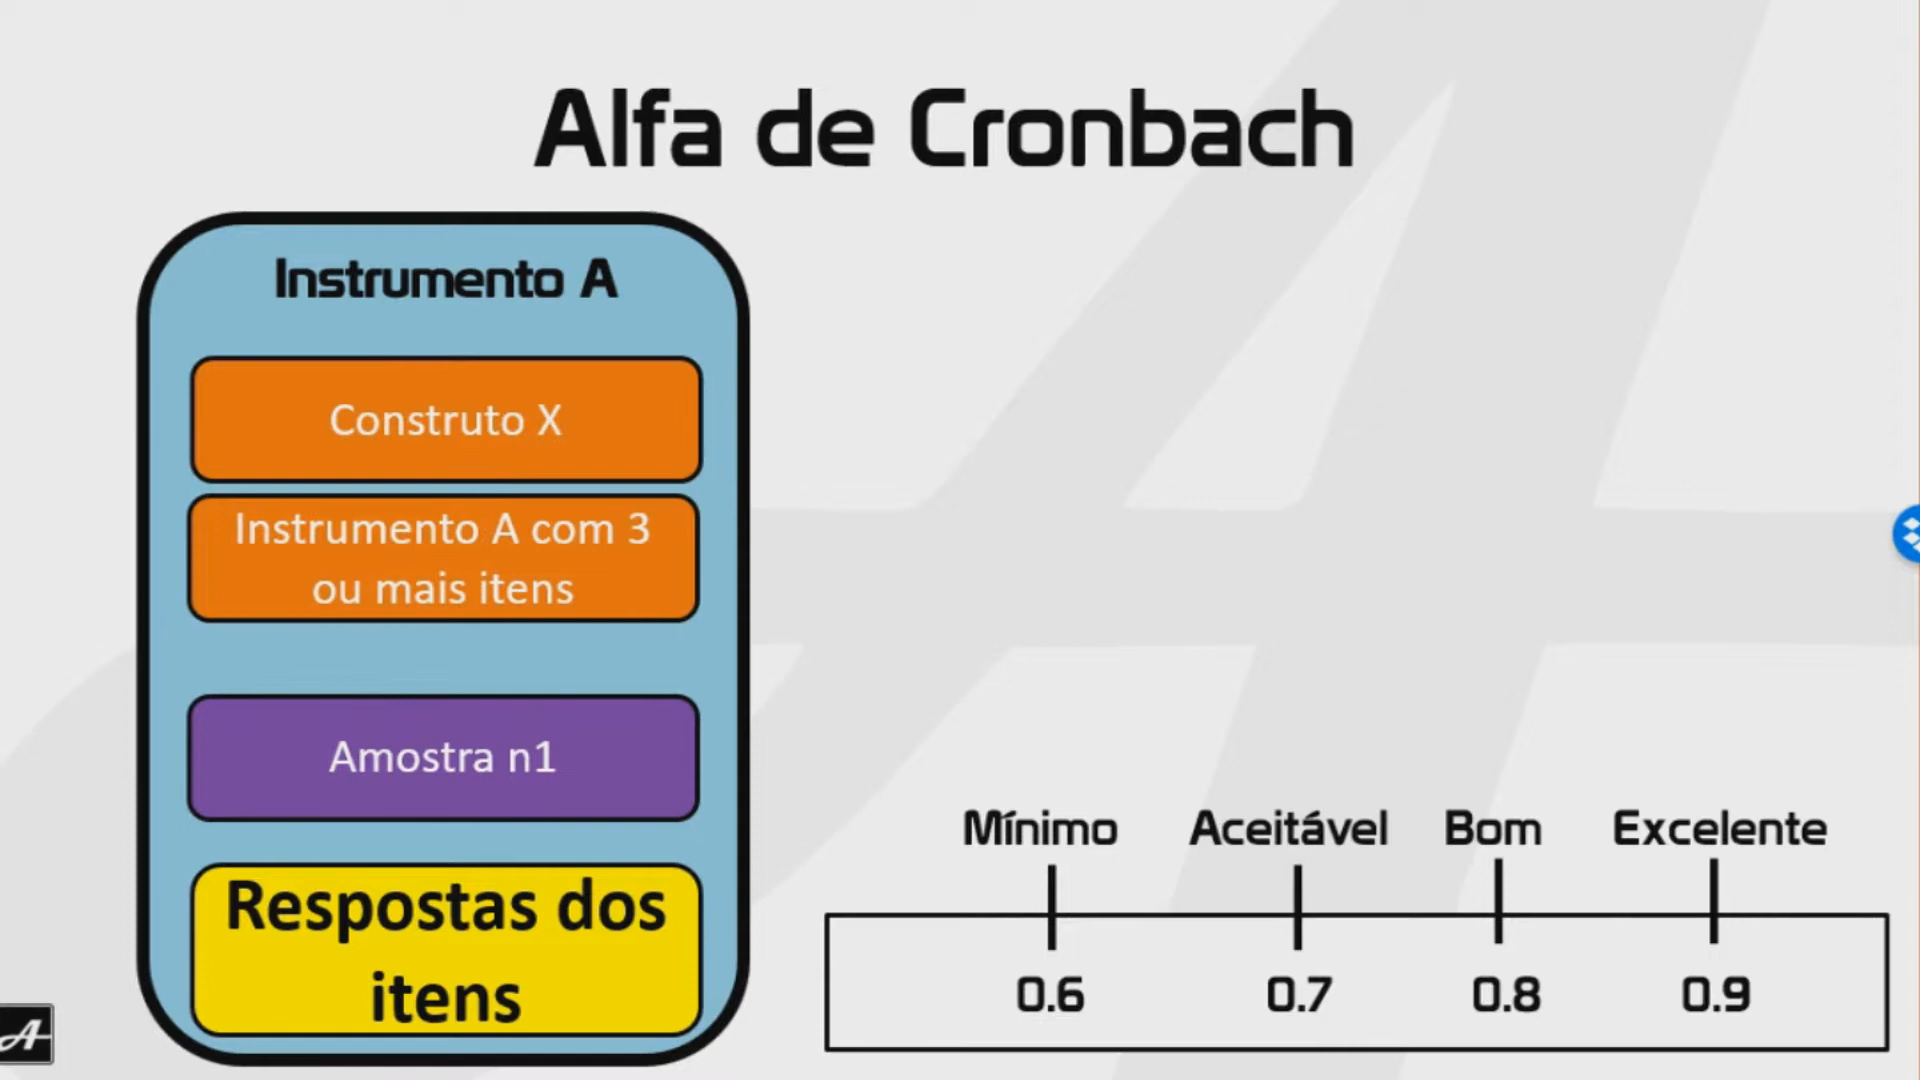 Alfa de Cronbach
Instrumento A
Construto X
Instrumento A com 3
ou mais itens
Amostra n1
Respostas dos
itens
Mínimo Aceitável Bom Excelente
0.6 0.7 0.8 0.9
A